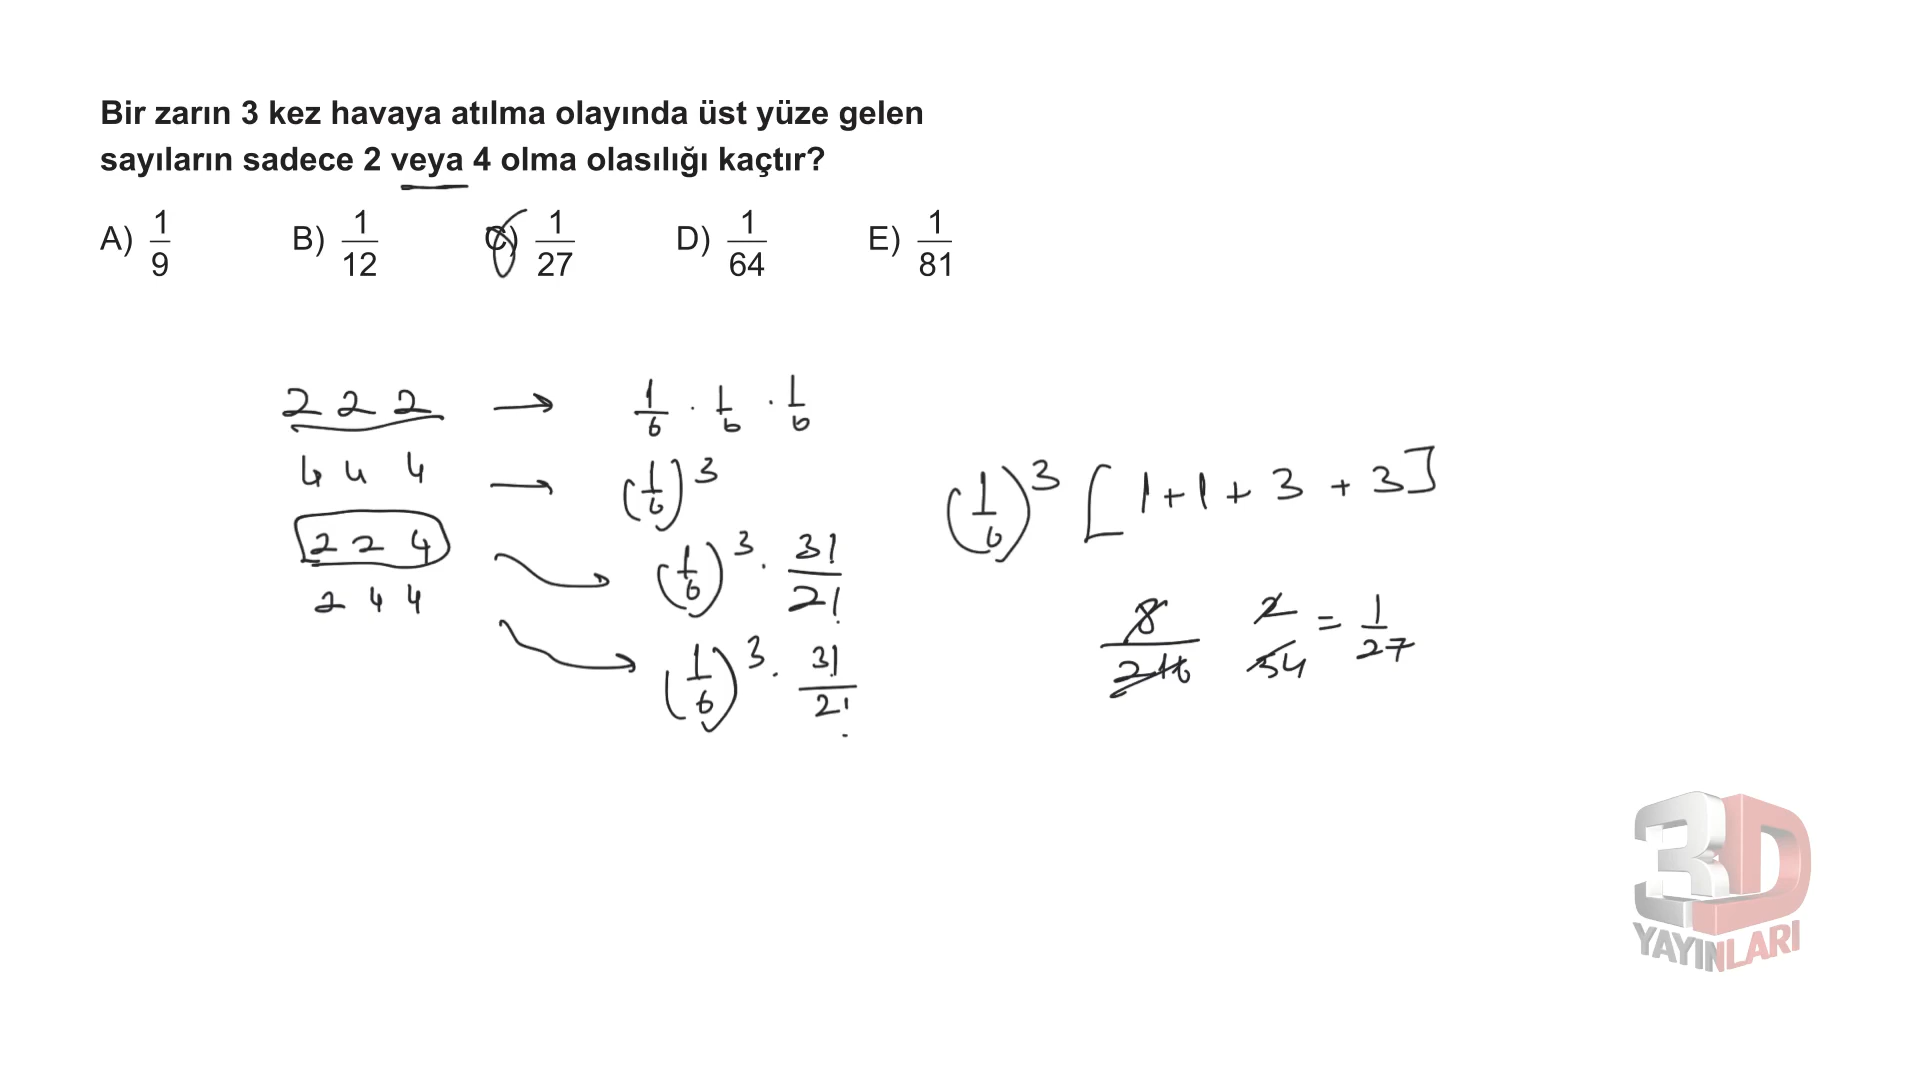 Bir zarın 3 kez havaya atılma olayında üst yüze gelen
sayıların sadece 2 veya 4 olma olasılığı kaçtır?
A) 1/9 B) 1/12 C) 1/27 D) 1/64 E) 1/81
2 2 2 → 1/6 · 1/6 · 1/6
4 4 4 → (1/6)^3
2 2 4 → (1/6)^3 · 3!/2!
2 4 4 → (1/6)^3 · 3!/2!
(1/6)^3 [1+1+3+3]
8/216 2/54 = 1/27
3D
YAYINLARI